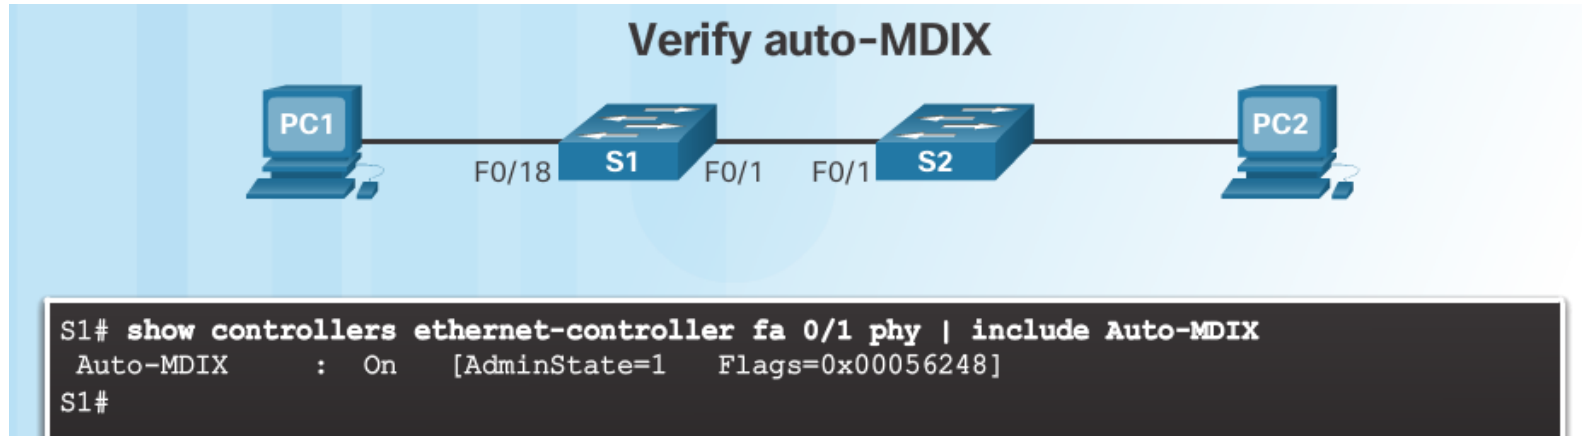 Verify auto-MDIX
PC1
PC2
F0/18
S1
F0/1
F0/1
S2
S1# show controllers ethernet-controller fa 0/1 phy | include Auto-MDIX
Auto-MDIX : On [AdminState=1 Flags=0x00056248]
S1#